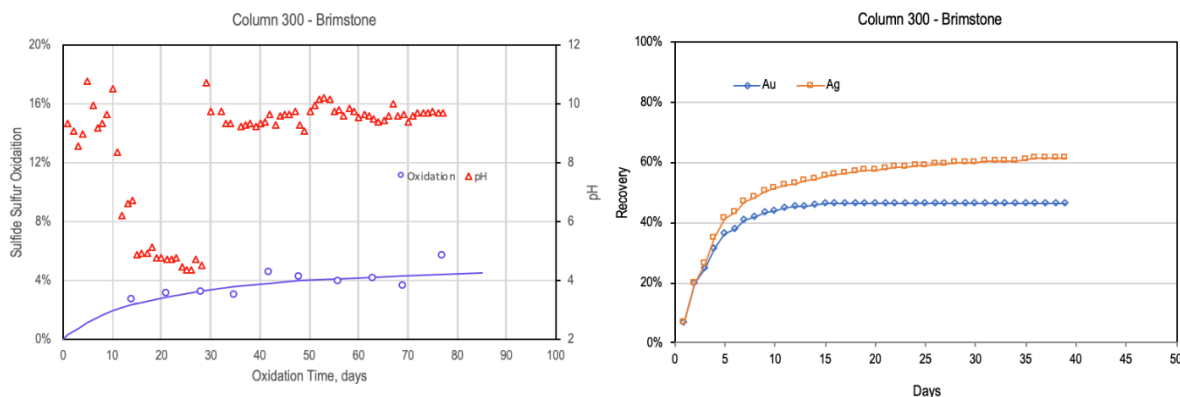 Column 300 - Brimstone
20%
16%
12%
8%
4%
0%
Sulfide Sulfur Oxidaition
12
10
8
6
4
2
pH
Oxidation pH
0 10 20 30 40 50 60 70 80 90 100
Oxidation Time, days
Column 300 - Brimstone
100%
80%
60%
40%
20%
0%
Recovery
Au Ag
0 5 10 15 20 25 30 35 40 45 50
Days